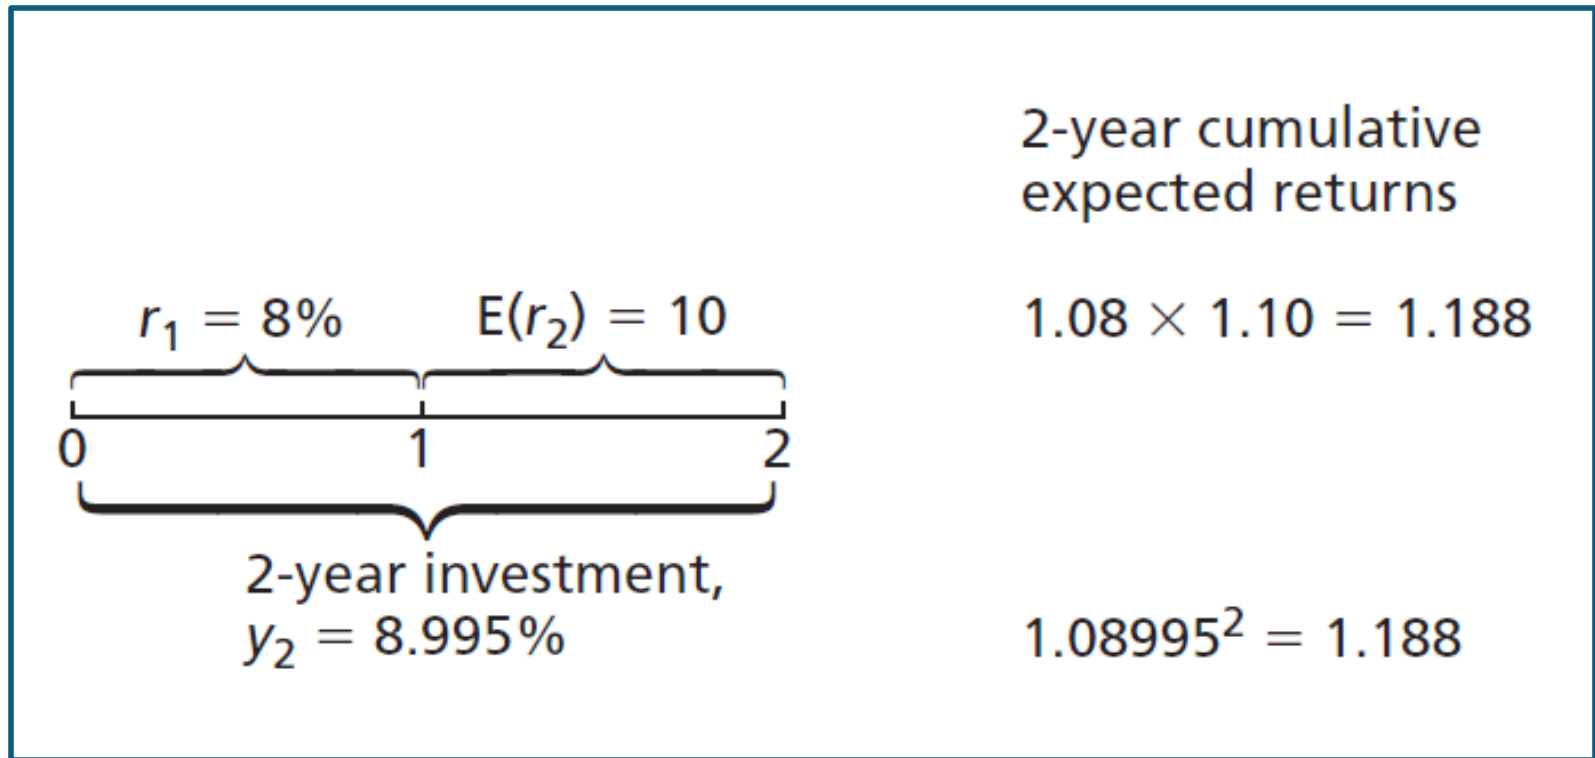 2-year cumulative
expected returns
r₁ = 8%
E(r₂) = 10
1.08 × 1.10 = 1.188
0
1
2
2-year investment,
y₂ = 8.995%
1.08995² = 1.188